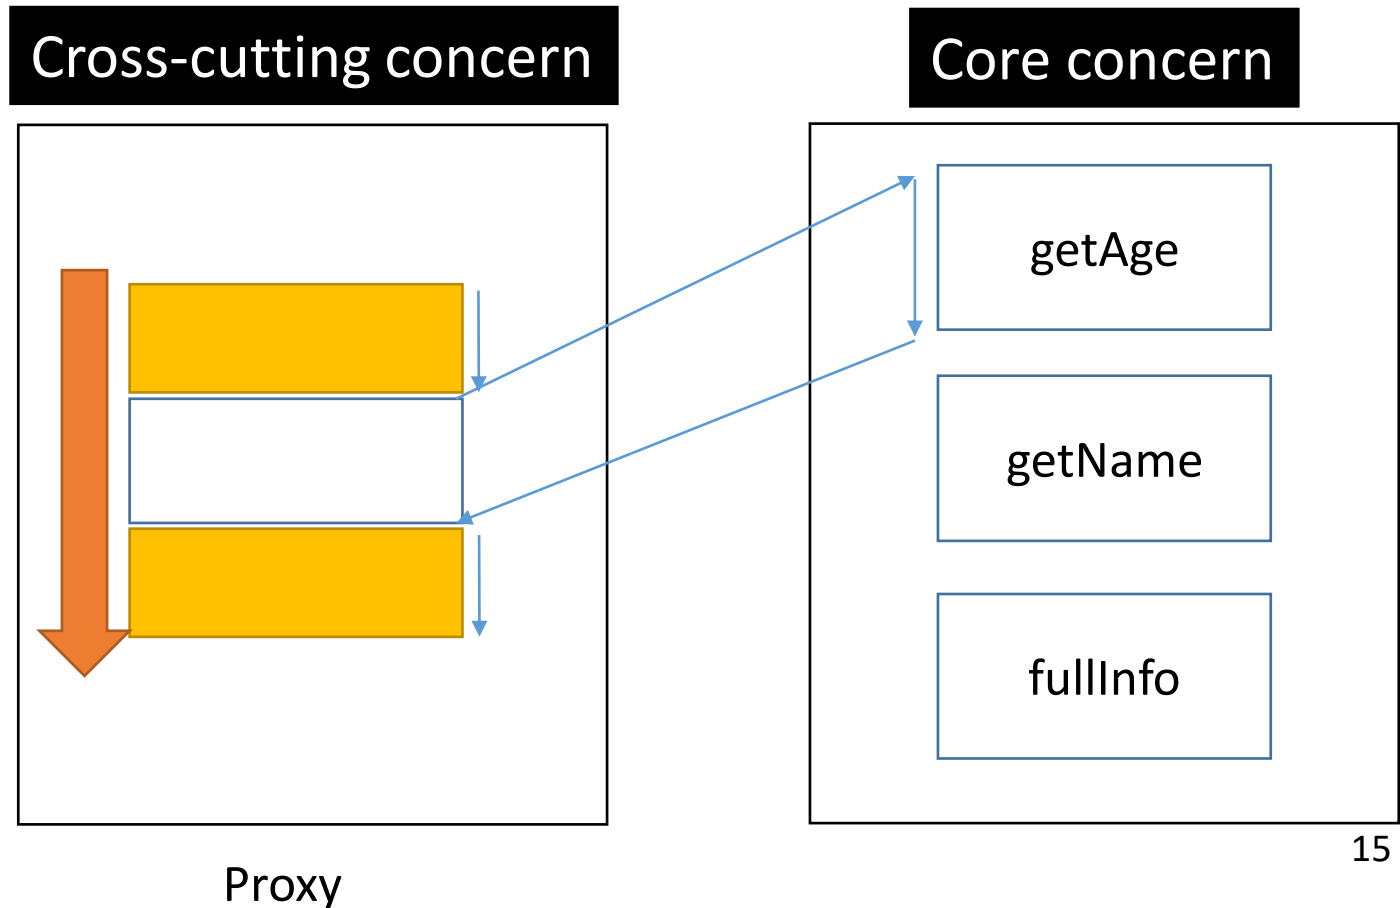 Cross-cutting concern
Core concern
getAge
getName
fullInfo
15
Proxy